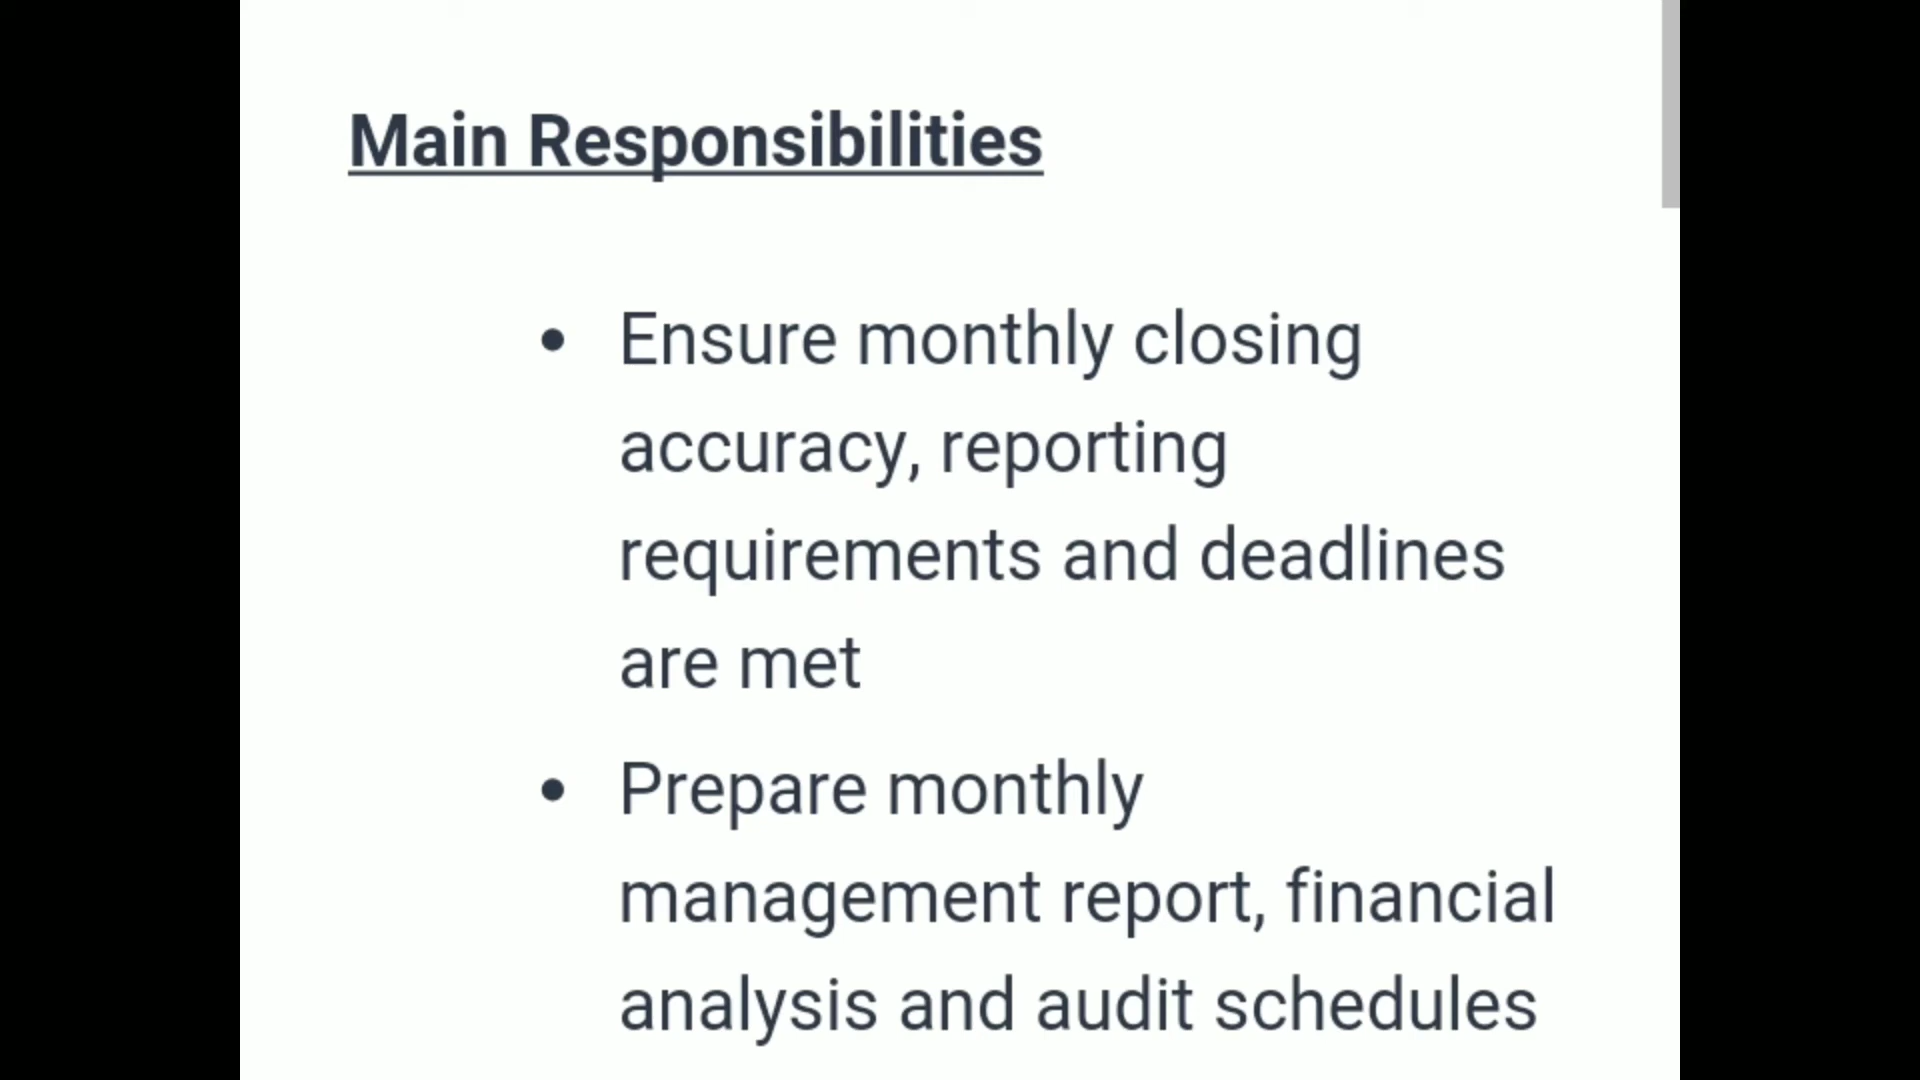 Main Responsibilities
• Ensure monthly closing
accuracy, reporting
requirements and deadlines
are met
• Prepare monthly
management report, financial
analysis and audit schedules